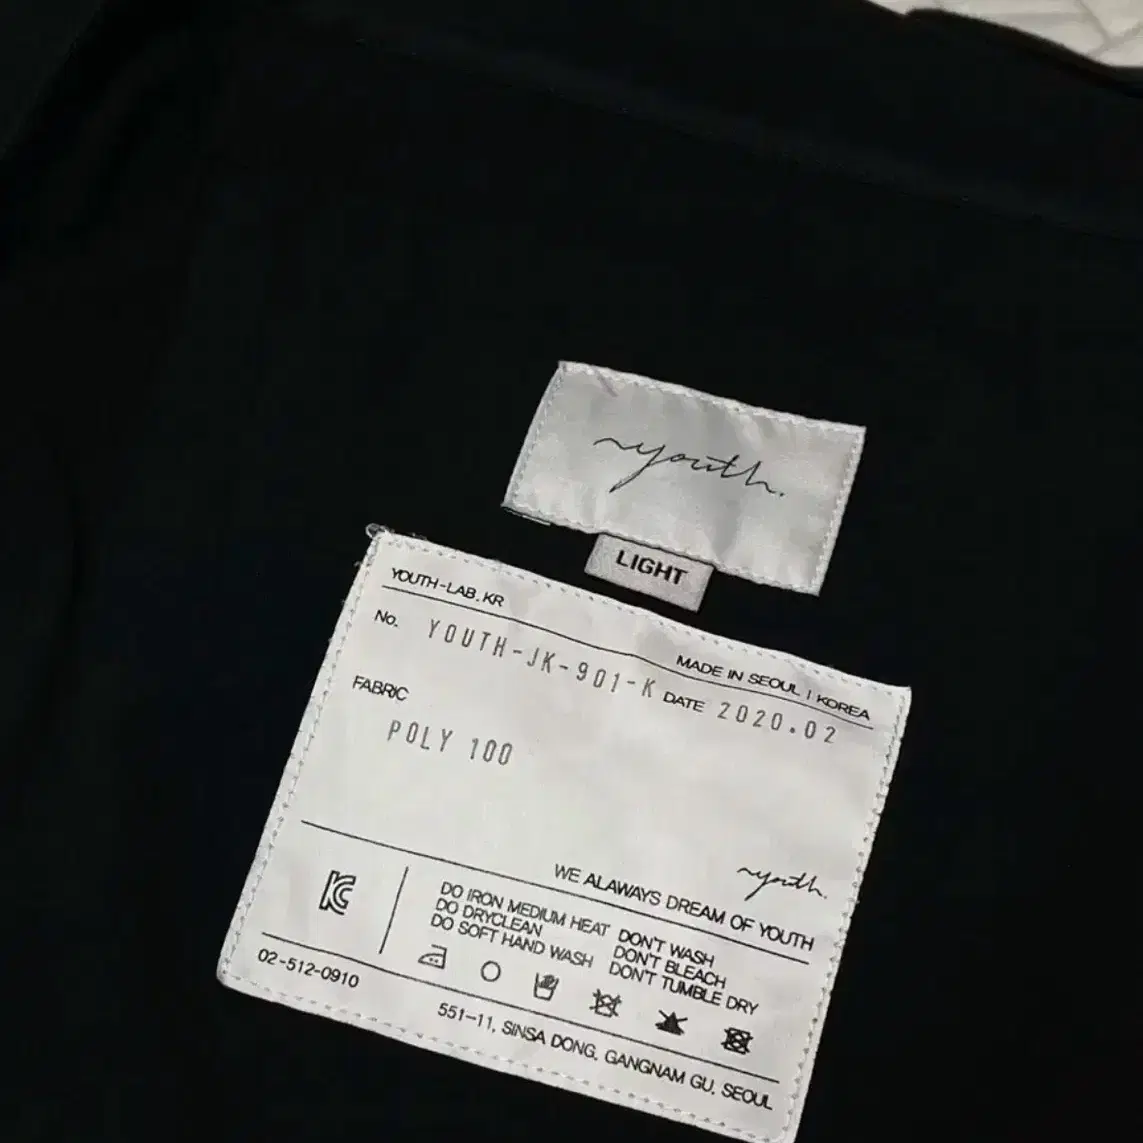 youth.
LIGHT
YOUTH-LAB.KR
MADE IN SEOUL | KOREA
No. YOUTH-JK-901-K DATE 2020.02
FABRIC
POLY 100
youth.
WE ALAWAYS DREAM OF YOUTH
DO IRON MEDIUM HEAT DON'T WASH
DO DRYCLEAN DON'T BLEACH
DO SOFT HAND WASH DON'T TUMBLE DRY
02-512-0910
551-11, SINSA DONG, GANGNAM GU, SEOUL